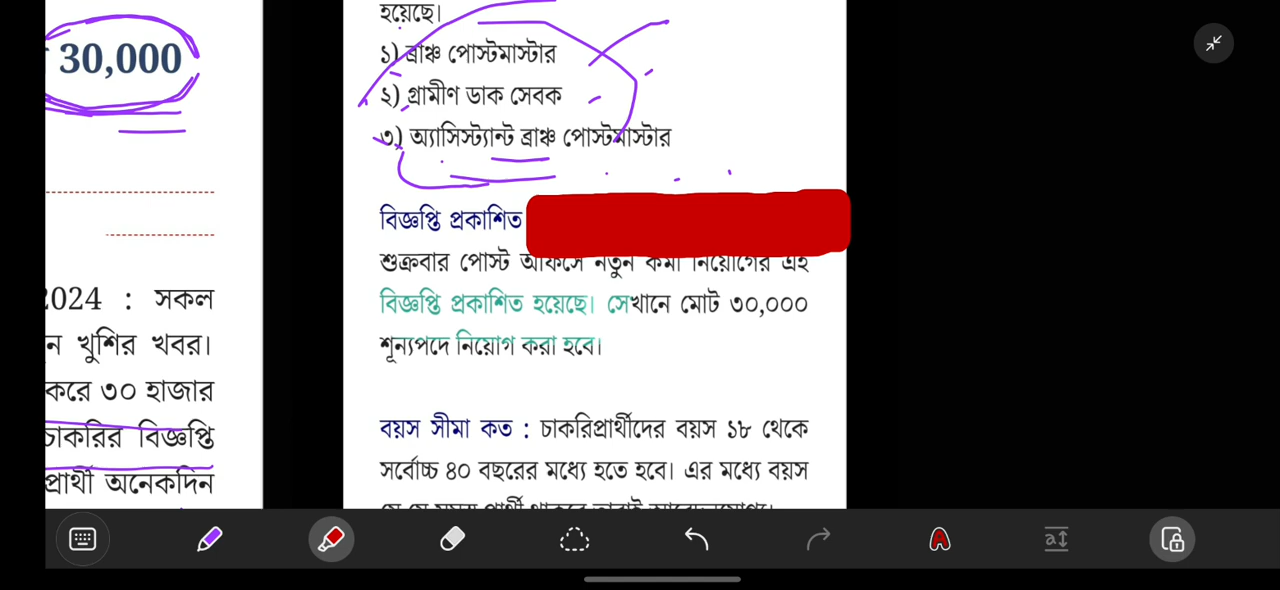 30,000
2024 : সকল
ন খুশির খবর।
করে ৩০ হাজার
চাকরির বিজ্ঞপ্তি
প্রার্থী অনেকদিন
হয়েছে।
১) ব্রাঞ্চ পোস্টমাস্টার
২) গ্রামীণ ডাক সেবক
৩) অ্যাসিস্ট্যান্ট ব্রাঞ্চ পোস্টমাস্টার
বিজ্ঞপ্তি প্রকাশিত
শুক্রবার পোস্ট অফিসে নতুন কর্মী নিয়োগের এই
বিজ্ঞপ্তি প্রকাশিত হয়েছে। সেখানে মোট ৩০,০০০
শূন্যপদে নিয়োগ করা হবে।
বয়স সীমা কত : চাকরিপ্রার্থীদের বয়স ১৮ থেকে
সর্বোচ্চ ৪০ বছরের মধ্যে হতে হবে। এর মধ্যে বয়স